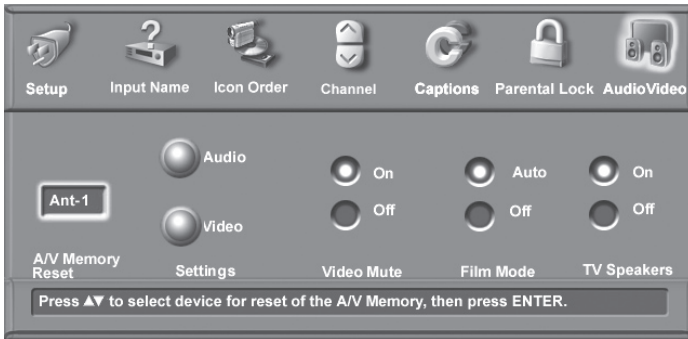 Setup
Input Name
Icon Order
Channel
Captions
Parental Lock
AudioVideo
Ant-1
A/V Memory
Reset
Audio
Video
Settings
On
Off
Video Mute
Auto
Off
Film Mode
On
Off
TV Speakers
Press ▲▼ to select device for reset of the A/V Memory, then press ENTER.